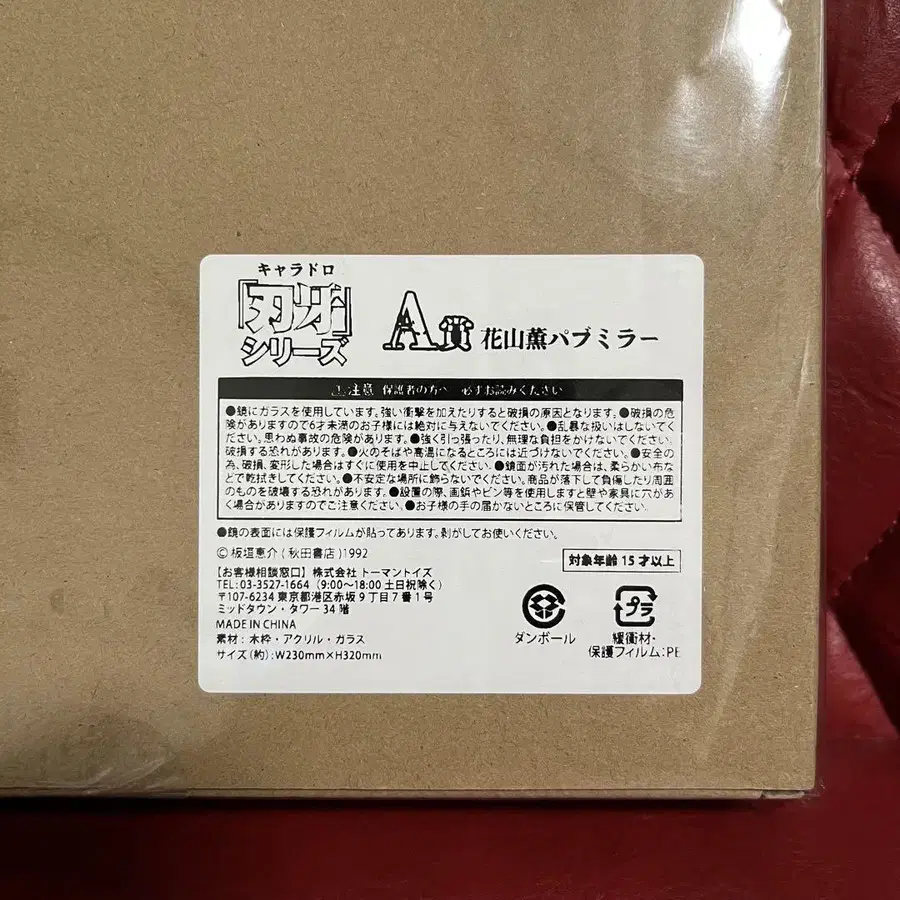 キャラドロ
「刃牙」
シリーズ
A賞 花山薫パブミラー
⚠注意 保護者の方へ 必ずお読みください
●鏡にガラスを使用しています。強い衝撃を加えたりすると破損の原因となります。●破損の危
険がありますので6才未満のお子様には絶対に与えないでください。●乱暴な扱いはしないでく
ださい。思わぬ事故の危険があります。●強く引っ張ったり、無理な負担をかけないでください。
破損する恐れがあります。●火のそばや高温になるところには近づけないでください。●安全の
為、破損、変形した場合はすぐに使用を中止してください。●鏡面が汚れた場合は、柔らかい布な
どで乾拭きしてください。●不安定な場所に飾らないでください。商品が落下して負傷したり周囲
のものを破壊する恐れがあります。●設置の際、画鋲やピン等を使用しますと壁や家具に穴があ
く場合がありますのでご注意ください。●お子様の手の届かないところに保管してください。
●鏡の表面には保護フィルムが貼ってあります。剥がしてお使いください。
©板垣恵介(秋田書店)1992
対象年齢15才以上
【お客様相談窓口】株式会社 トーマントイズ
TEL:03-3527-1664(9:00〜18:00 土日祝除く)
〒107-6234 東京都港区赤坂9丁目7番1号
ミッドタウン・タワー 34階
MADE IN CHINA
素材:木枠・アクリル・ガラス
サイズ(約):W230mm×H320mm
ダンボール
プラ
緩衝材・
保護フィルム:PE